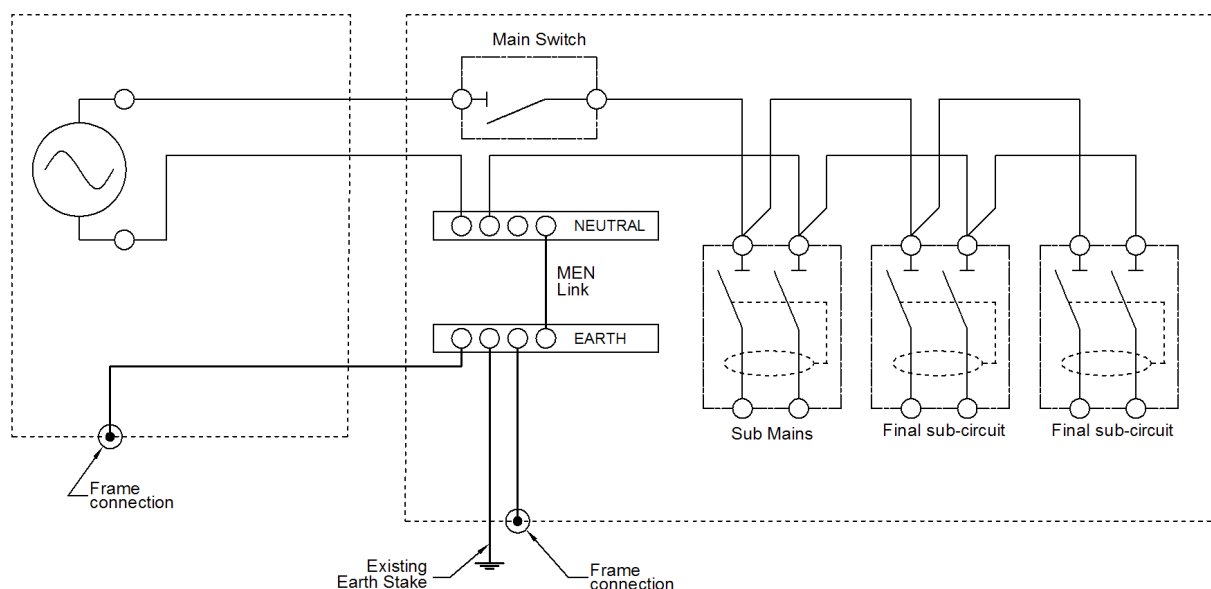 Main Switch
NEUTRAL
MEN
Link
EARTH
Sub Mains
Final sub-circuit
Final sub-circuit
Frame
connection
Existing
Earth Stake
Frame
connection